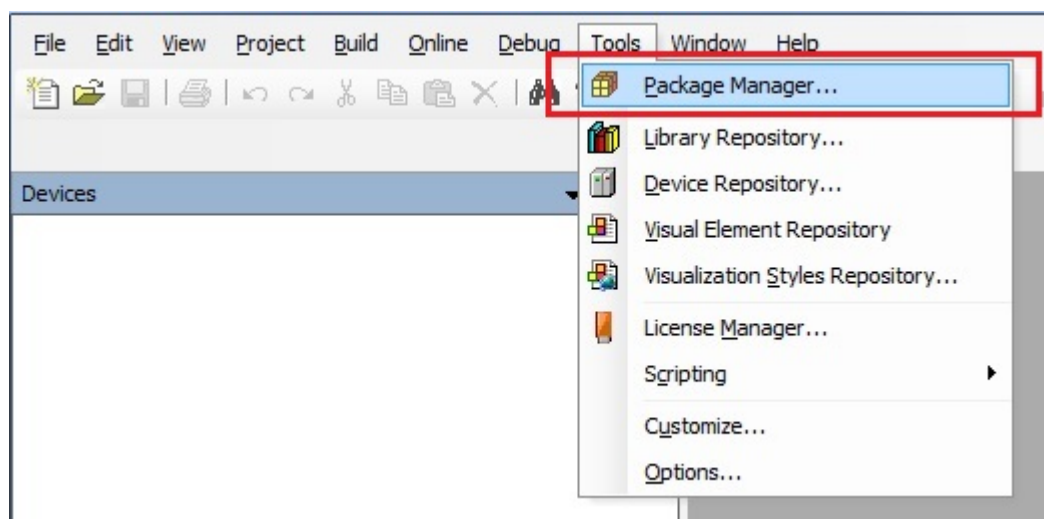 File Edit View Project Build Online Debug Tools Window Help
Package Manager...
Library Repository...
Devices
Device Repository...
Visual Element Repository
Visualization Styles Repository...
License Manager...
Scripting
Customize...
Options...